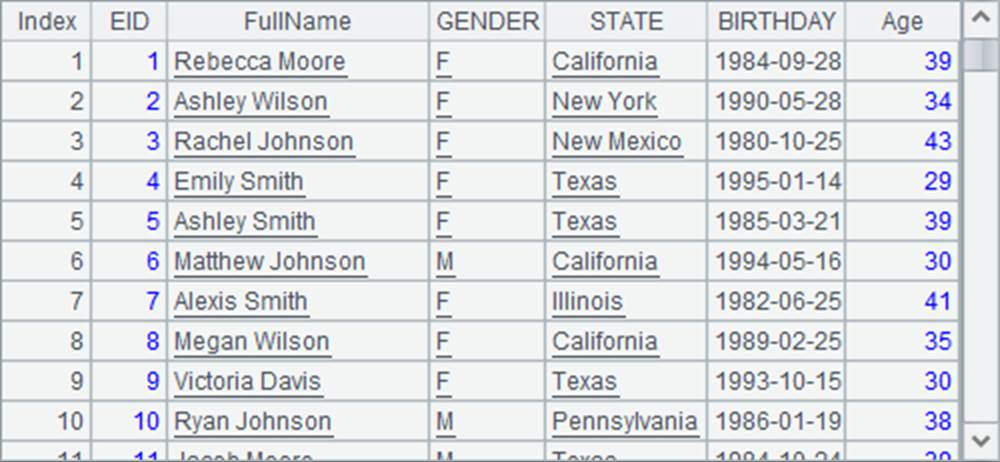 Index EID FullName GENDER STATE BIRTHDAY Age
1 1 Rebecca Moore F California 1984-09-28 39
2 2 Ashley Wilson F New York 1990-05-28 34
3 3 Rachel Johnson F New Mexico 1980-10-25 43
4 4 Emily Smith F Texas 1995-01-14 29
5 5 Ashley Smith F Texas 1985-03-21 39
6 6 Matthew Johnson M California 1994-05-16 30
7 7 Alexis Smith F Illinois 1982-06-25 41
8 8 Megan Wilson F California 1989-02-25 35
9 9 Victoria Davis F Texas 1993-10-15 30
10 10 Ryan Johnson M Pennsylvania 1986-01-19 38
11 11 Jacob Moore M Texas